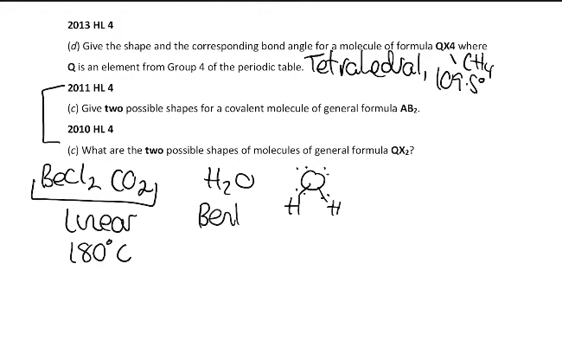 2013 HL 4
(d) Give the shape and the corresponding bond angle for a molecule of formula QX4 where
Q is an element from Group 4 of the periodic table. Tetrahedral, CH4
109.5°
2011 HL 4
(c) Give two possible shapes for a covalent molecule of general formula AB₂.
2010 HL 4
(c) What are the two possible shapes of molecules of general formula QX₂?
BeCl2 CO2, H2O O
H H
Linear Bent
180°C